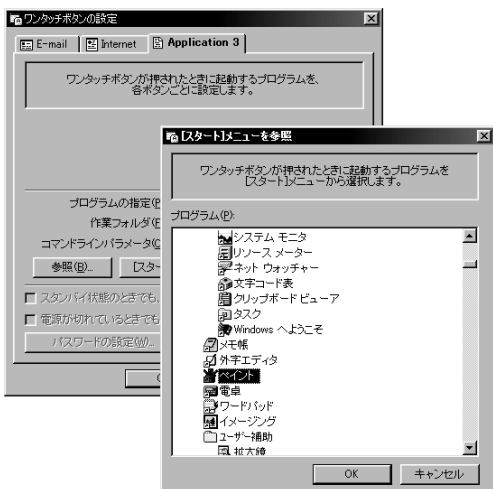 ワンタッチボタンの設定
E-mail
Internet
Application 3
ワンタッチボタンが押されたときに起動するプログラムを、
各ボタンごとに設定します。
プログラムの指定(P
作業フォルダ(F
コマンドラインパラメータ(C
参照(B)...
[スター
スタンバイ状態のときでも、
電源が切れているときでも
パスワードの設定(W)...
[スタート]メニューを参照
ワンタッチボタンが押されたときに起動するプログラムを
[スタート]メニューから選択します。
プログラム(P):
システム モニタ
リソース メーター
ネット ウォッチャー
文字コード表
クリップボード ビューア
タスク
Windows へようこそ
メモ帳
外字エディタ
ペイント
電卓
ワードパッド
イメージング
ユーザー補助
拡大鏡
OK
キャンセル